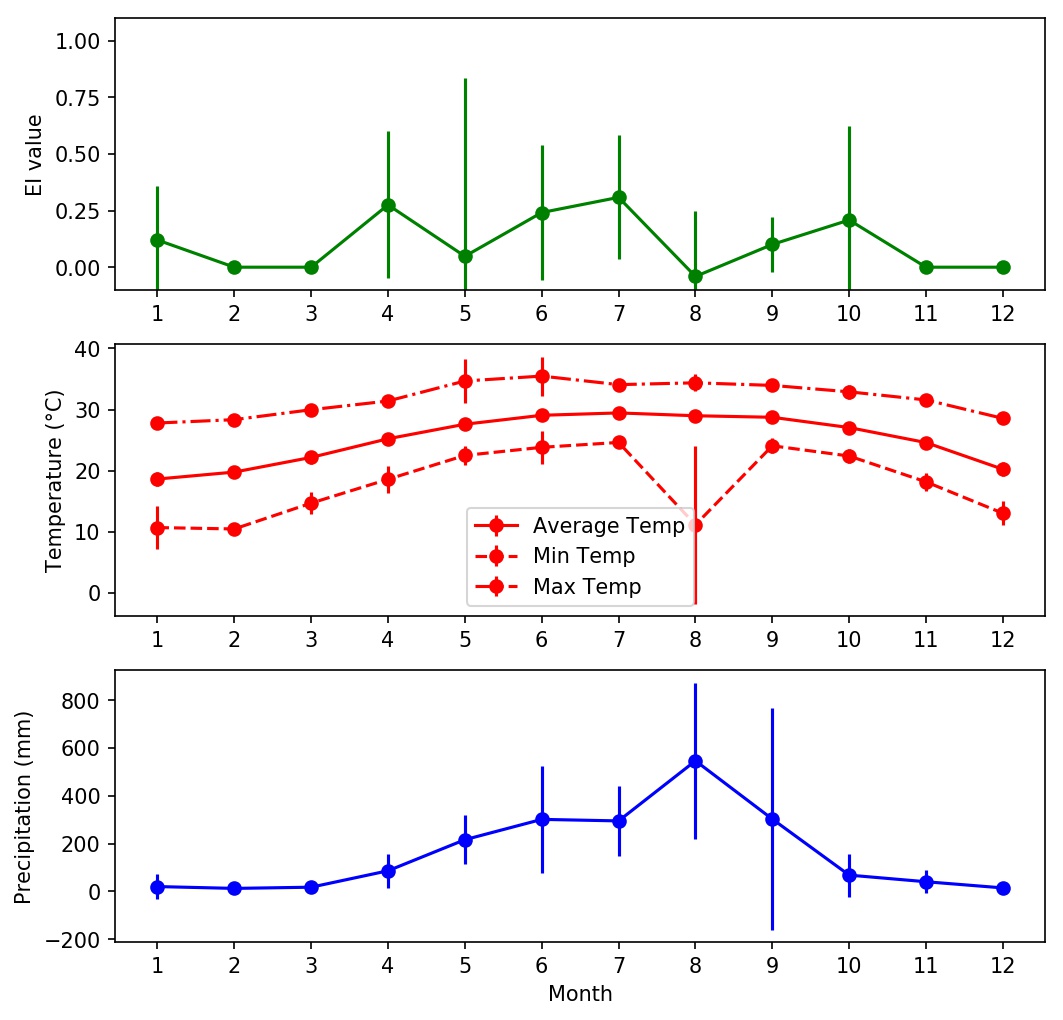 EI value
1.00
0.75
0.50
0.25
0.00
1 2 3 4 5 6 7 8 9 10 11 12
Temperature (°C)
40
30
20
10
0
Average Temp
Min Temp
Max Temp
1 2 3 4 5 6 7 8 9 10 11 12
Precipitation (mm)
800
600
400
200
0
−200
1 2 3 4 5 6 7 8 9 10 11 12
Month